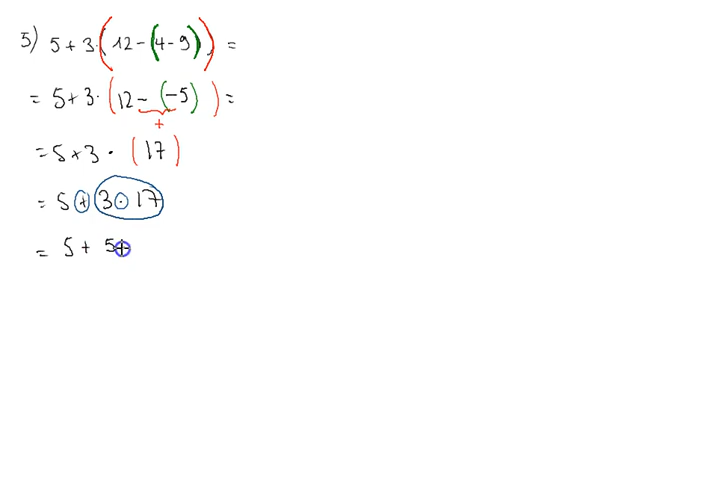 5) 5 + 3 · (12 - (4 - 9)) =
= 5 + 3 · (12 - (-5)) =
+
= 5 + 3 · (17)
= 5 + 3 · 17
= 5 + 5